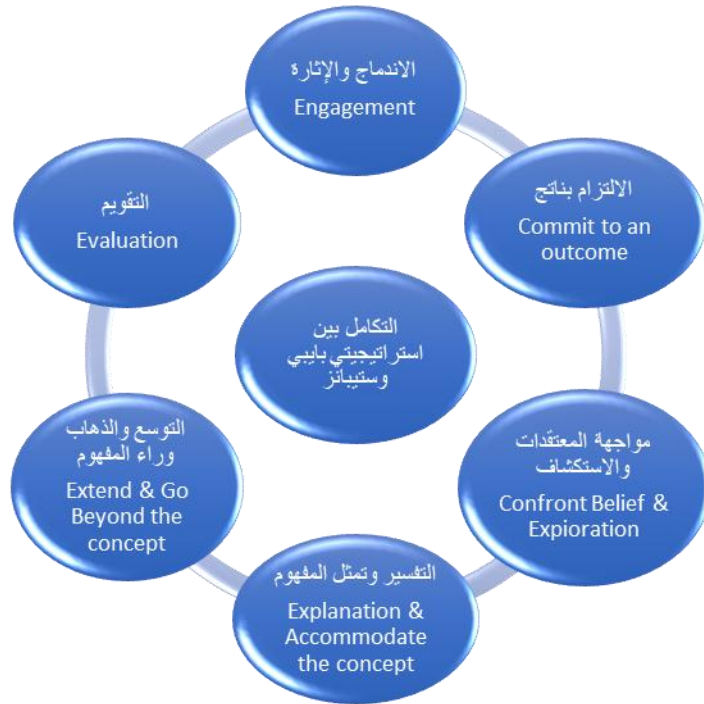 الاندماج والإثارة
Engagement
الالتزام بناتج
Commit to an
outcome
مواجهة المعتقدات
والاستكشاف
Confront Belief &
Expioration
التفسير وتمثل المفهوم
Explanation &
Accommodate
the concept
التوسع والذهاب
وراء المفهوم
Extend & Go
Beyond the
concept
التقويم
Evaluation
التكامل بين
استراتيجيتي بايبي
وستيبانز